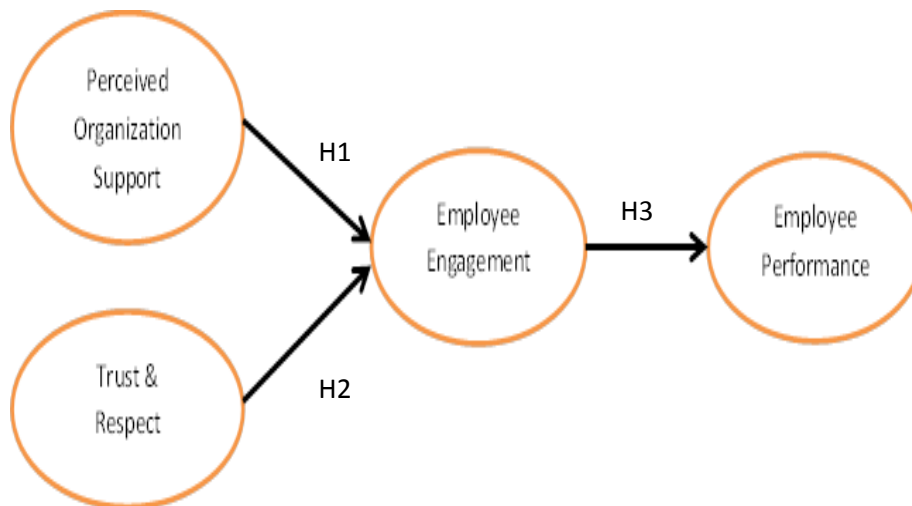 Perceived
Organization
Support
H1
Employee
Engagement
H3
Employee
Performance
Trust &
Respect
H2